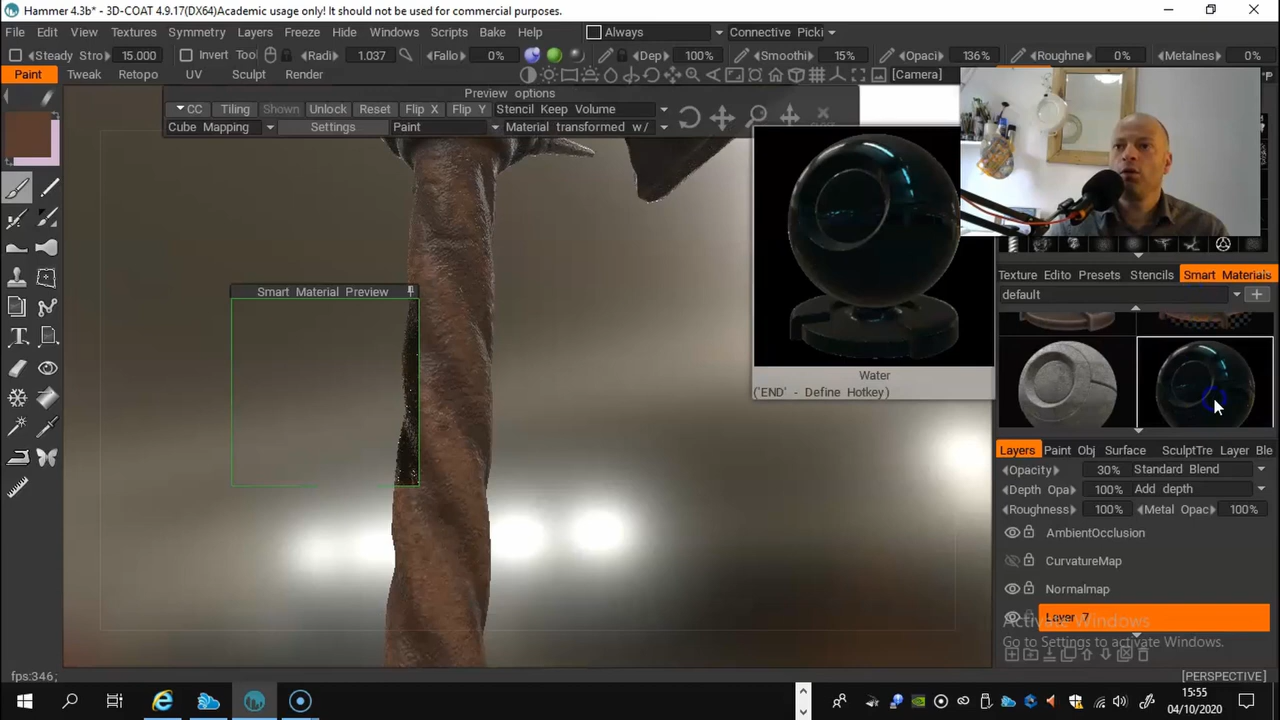 Hammer 4.3b* - 3D-COAT 4.9.17(DX64)Academic usage only! It should not be used for commercial purposes.
File Edit View Textures Symmetry Layers Freeze Hide Windows Scripts Bake Help Always Connective Picki
Steady Stro 15.000 Invert Too Radi 1.037 Fallo 0% Dep 100% Smoothi 15% Opaci 136% Roughne 0% Metalnes 0%
Paint Tweak Retopo UV Sculpt Render [Camera]
Preview options
CC Tiling Shown Unlock Reset Flip X Flip Y Stencil Keep Volume
Cube Mapping Settings Paint Material transformed w/
Smart Material Preview
Water
('END' - Define Hotkey)
Texture Edito Presets Stencils Smart Materials
default
Layers Paint Obj Surface SculptTre Layer Ble
Opacity 30% Standard Blend
Depth Opa 100% Add depth
Roughness 100% Metal Opac 100%
AmbientOcclusion
CurvatureMap
Normalmap
Layer 7
Activate Windows
Go to Settings to activate Windows.
fps:346; [PERSPECTIVE]
15:55
04/10/2020